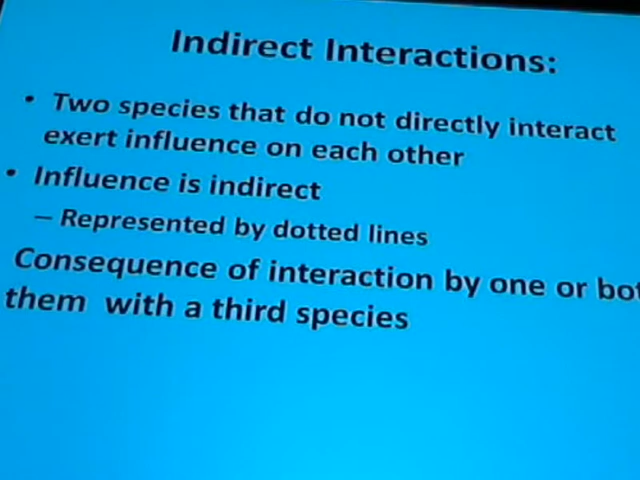 Indirect Interactions:
• Two species that do not directly interact
exert influence on each other
• Influence is indirect
– Represented by dotted lines
Consequence of interaction by one or bot
them with a third species